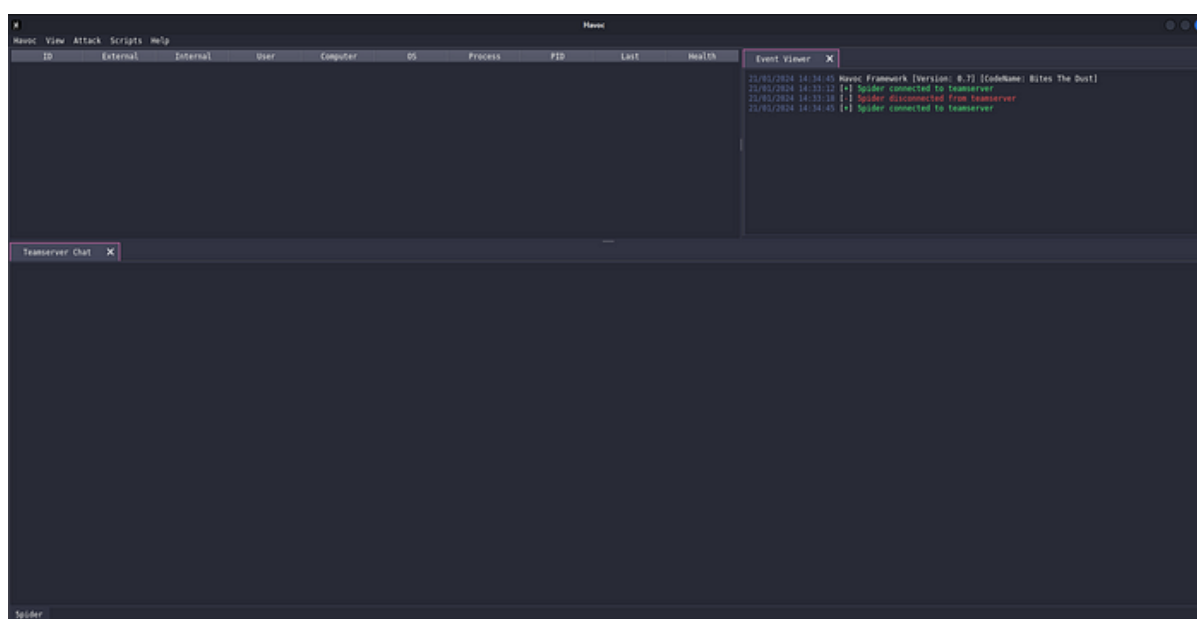 Havoc
Havoc View Attack Scripts Help
ID External Internal User Computer OS Process PID Last Health
Event Viewer X
21/01/2024 14:34:45 Havoc Framework [Version: 0.7] [CodeName: Bites The Dust]
21/01/2024 14:33:12 [+] Spider connected to teamserver
21/01/2024 14:33:18 [-] Spider disconnected from teamserver
21/01/2024 14:34:45 [+] Spider connected to teamserver
Teamserver Chat X
Spider